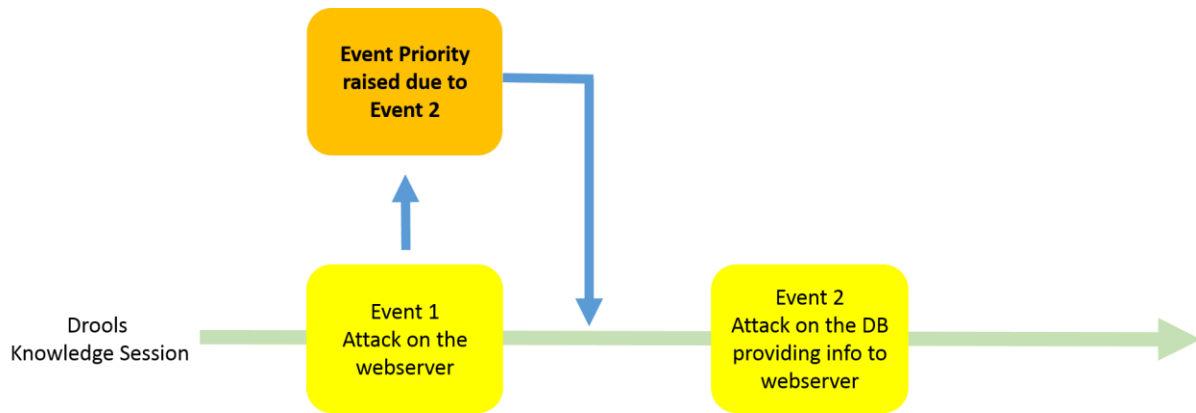 Event Priority
raised due to
Event 2
Drools
Knowledge Session
Event 1
Attack on the
webserver
Event 2
Attack on the DB
providing info to
webserver